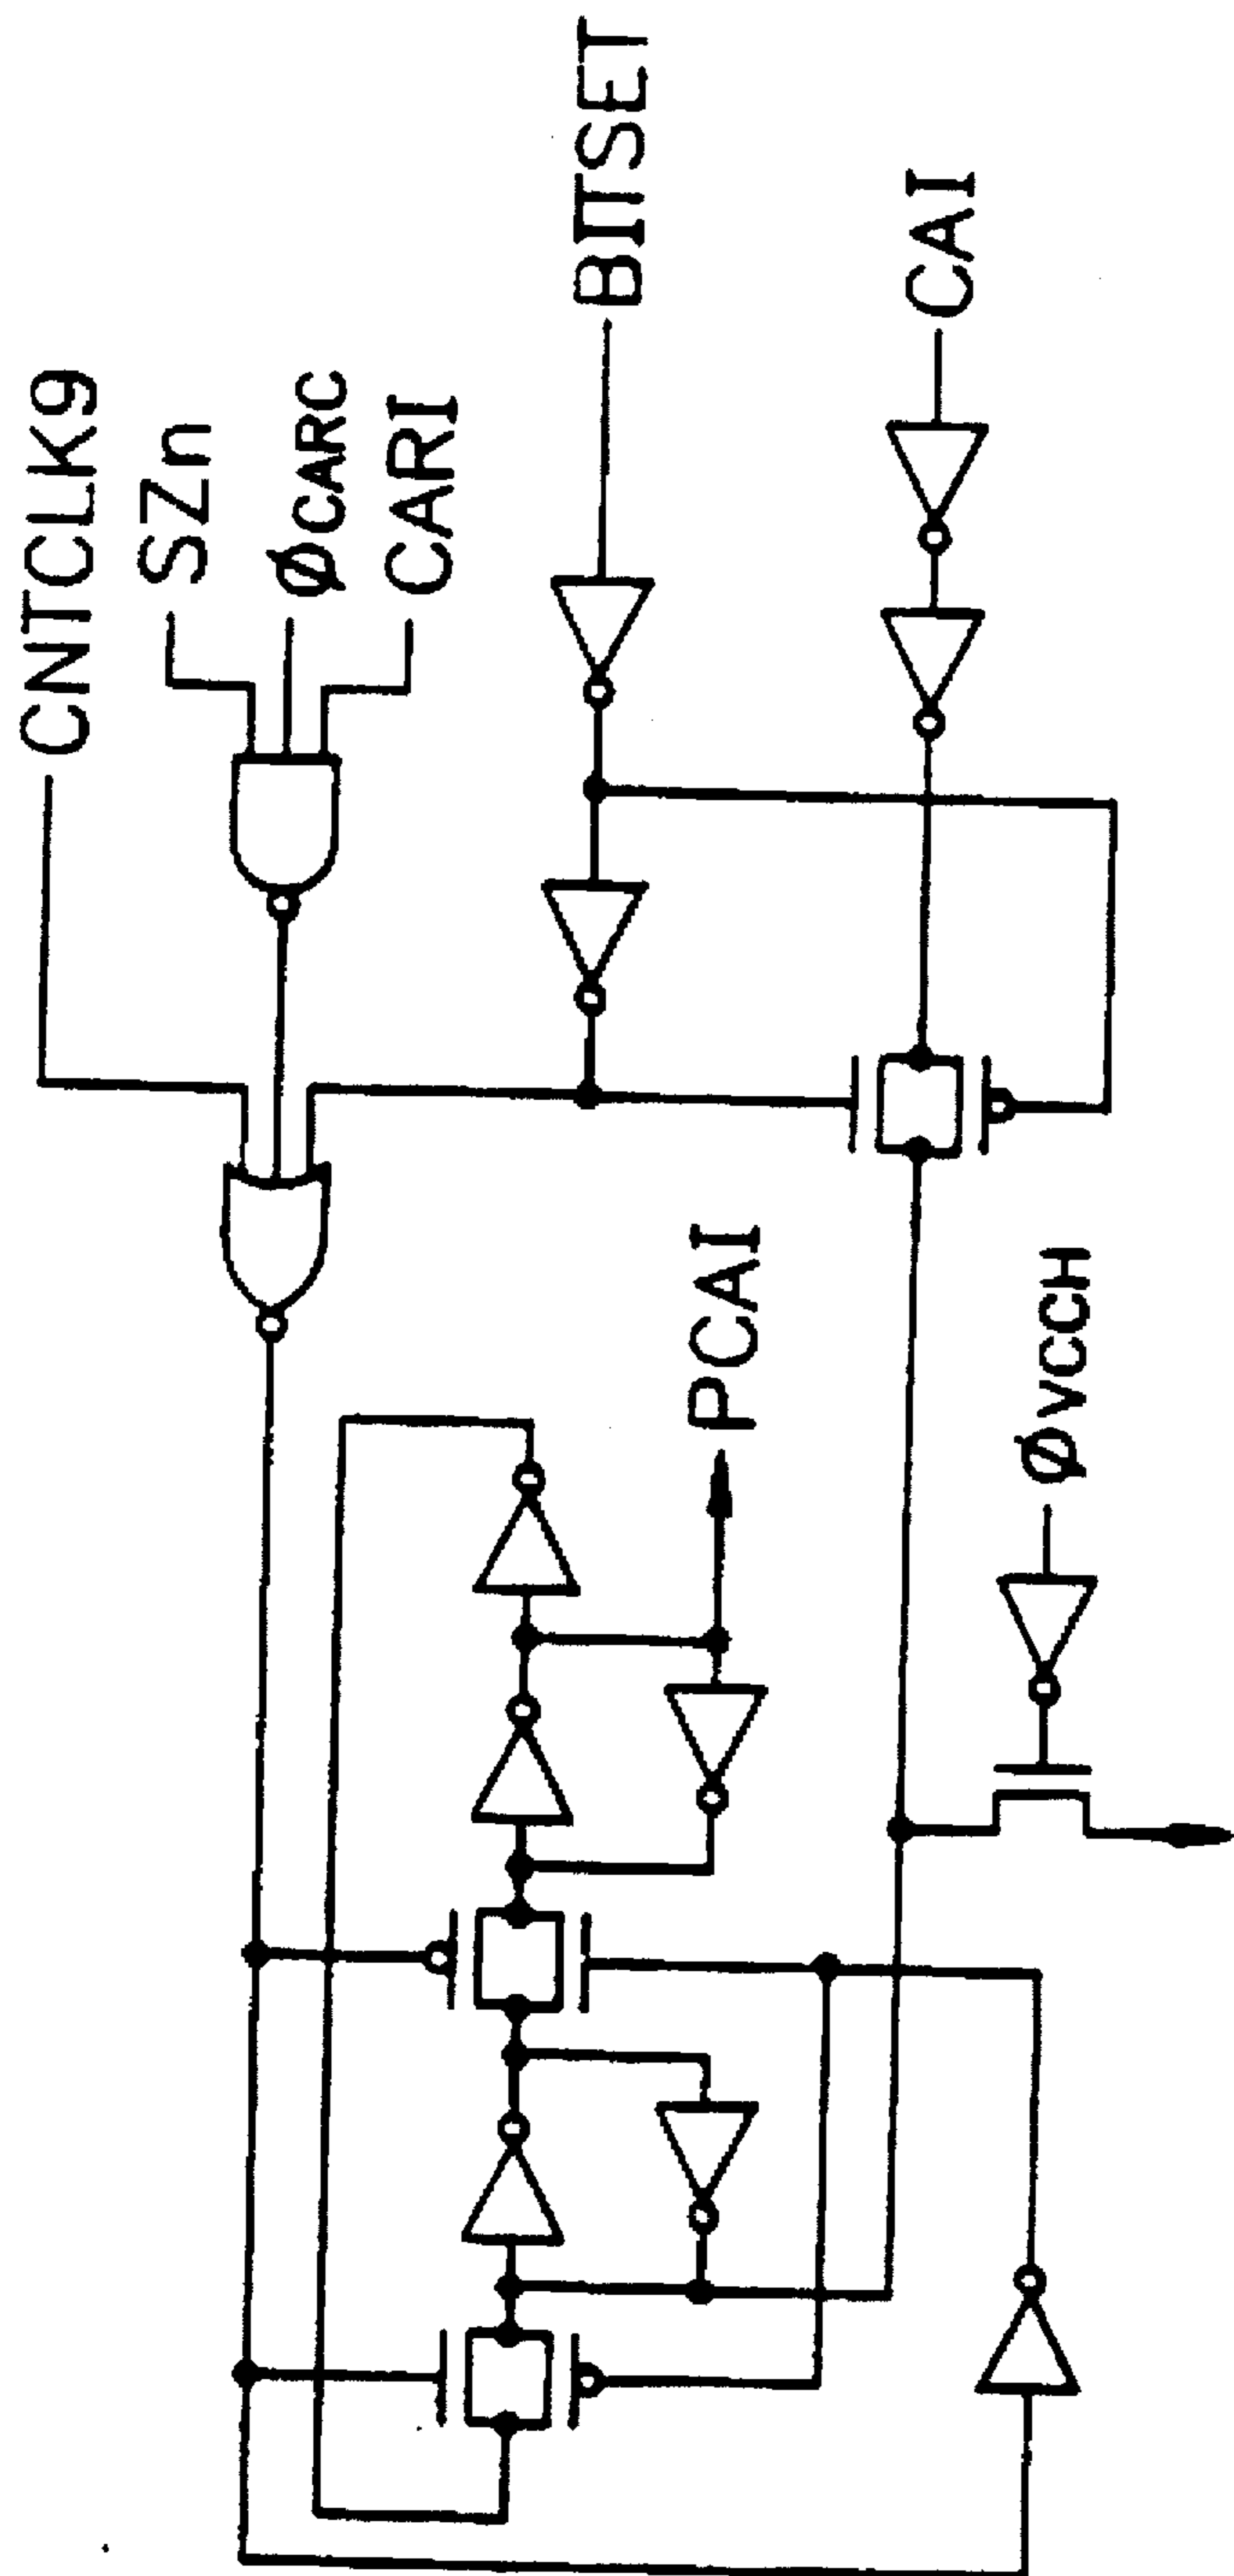 CNTCLK9
SZn
ØCARC
CARI
BITSET
CAI
PCAI
ØVCCH